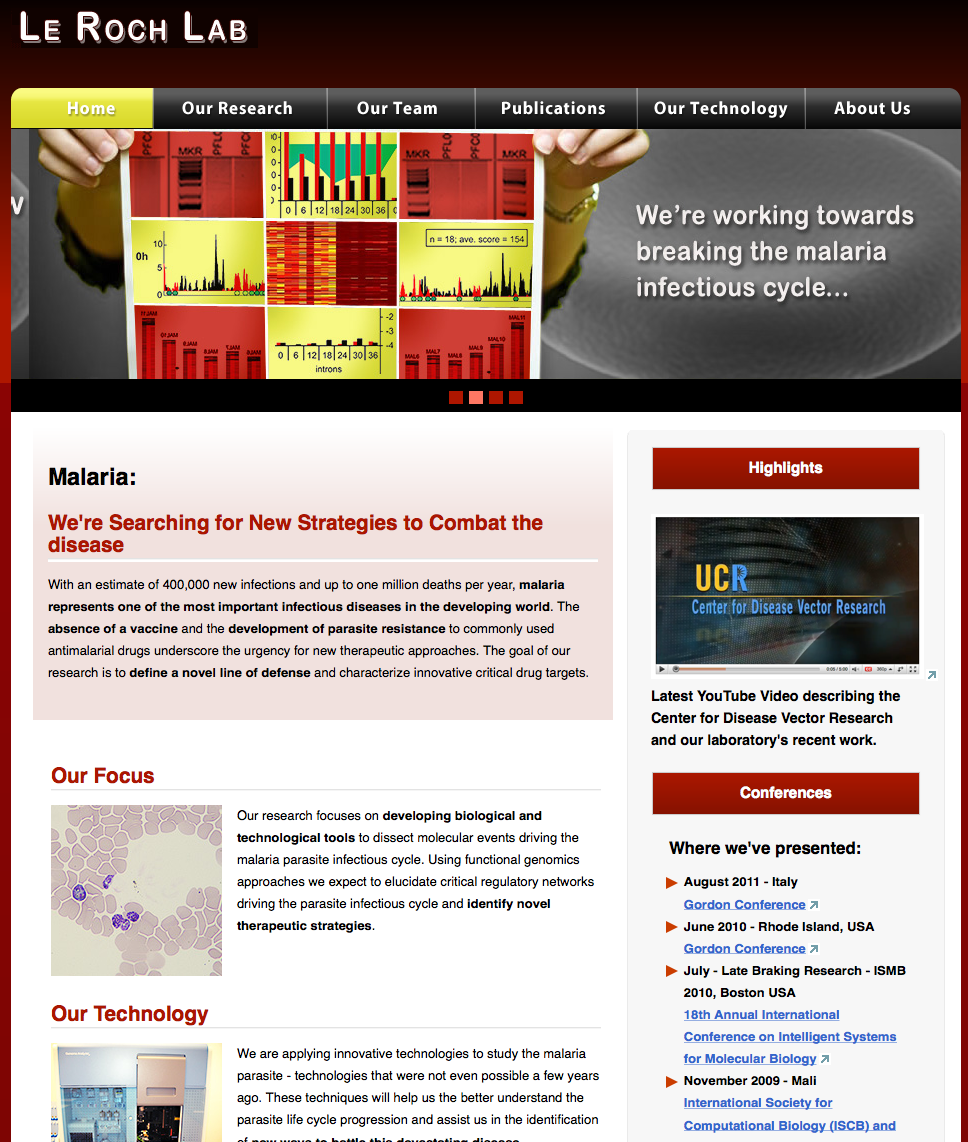 Le Roch Lab
Home
Our Research
Our Team
Publications
Our Technology
About Us
MKR
MKR
0 6 12 18 24 30 36
n = 18; ave. score = 154
0h
10
5
0
-2
-3
-4
0 6 12 18 24 30 36
introns
We're working towards
breaking the malaria
infectious cycle...
Malaria:
We're Searching for New Strategies to Combat the
disease
With an estimate of 400,000 new infections and up to one million deaths per year, malaria
represents one of the most important infectious diseases in the developing world. The
absence of a vaccine and the development of parasite resistance to commonly used
antimalarial drugs underscore the urgency for new therapeutic approaches. The goal of our
research is to define a novel line of defense and characterize innovative critical drug targets.
Our Focus
Our research focuses on developing biological and
technological tools to dissect molecular events driving the
malaria parasite infectious cycle. Using functional genomics
approaches we expect to elucidate critical regulatory networks
driving the parasite infectious cycle and identify novel
therapeutic strategies.
Our Technology
We are applying innovative technologies to study the malaria
parasite - technologies that were not even possible a few years
ago. These techniques will help us the better understand the
parasite life cycle progression and assist us in the identification
of new ways to battle this devastating disease.
Highlights
UCR
Center for Disease Vector Research
Latest YouTube Video describing the
Center for Disease Vector Research
and our laboratory's recent work.
Conferences
Where we've presented:
August 2011 - Italy
Gordon Conference
June 2010 - Rhode Island, USA
Gordon Conference
July - Late Braking Research - ISMB
2010, Boston USA
18th Annual International
Conference on Intelligent Systems
for Molecular Biology
November 2009 - Mali
International Society for
Computational Biology (ISCB) and